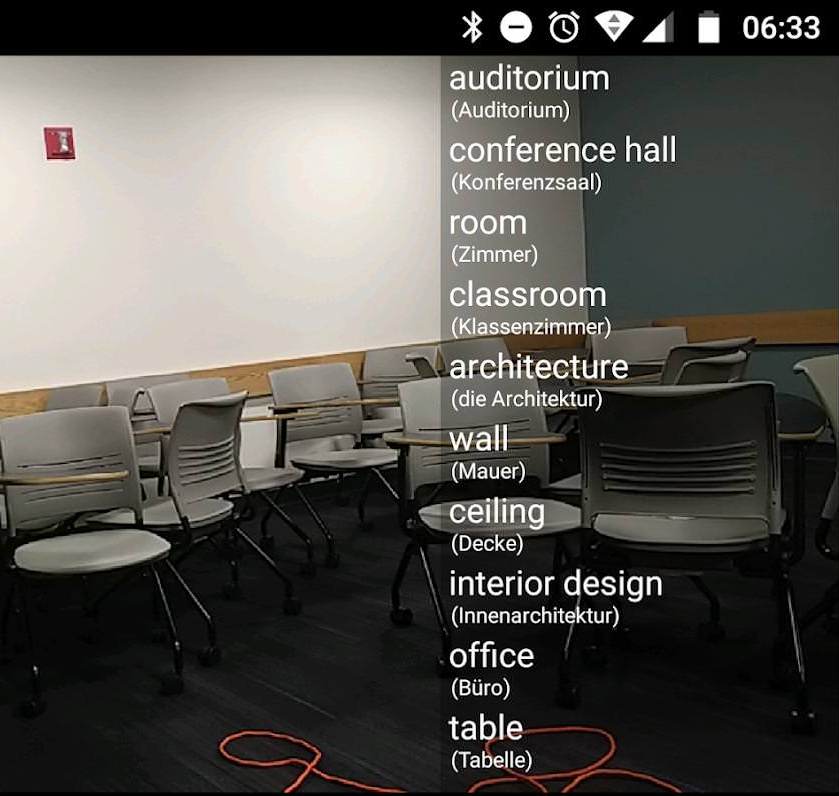 06:33
auditorium
(Auditorium)
conference hall
(Konferenzsaal)
room
(Zimmer)
classroom
(Klassenzimmer)
architecture
(die Architektur)
wall
(Mauer)
ceiling
(Decke)
interior design
(Innenarchitektur)
office
(Büro)
table
(Tabelle)